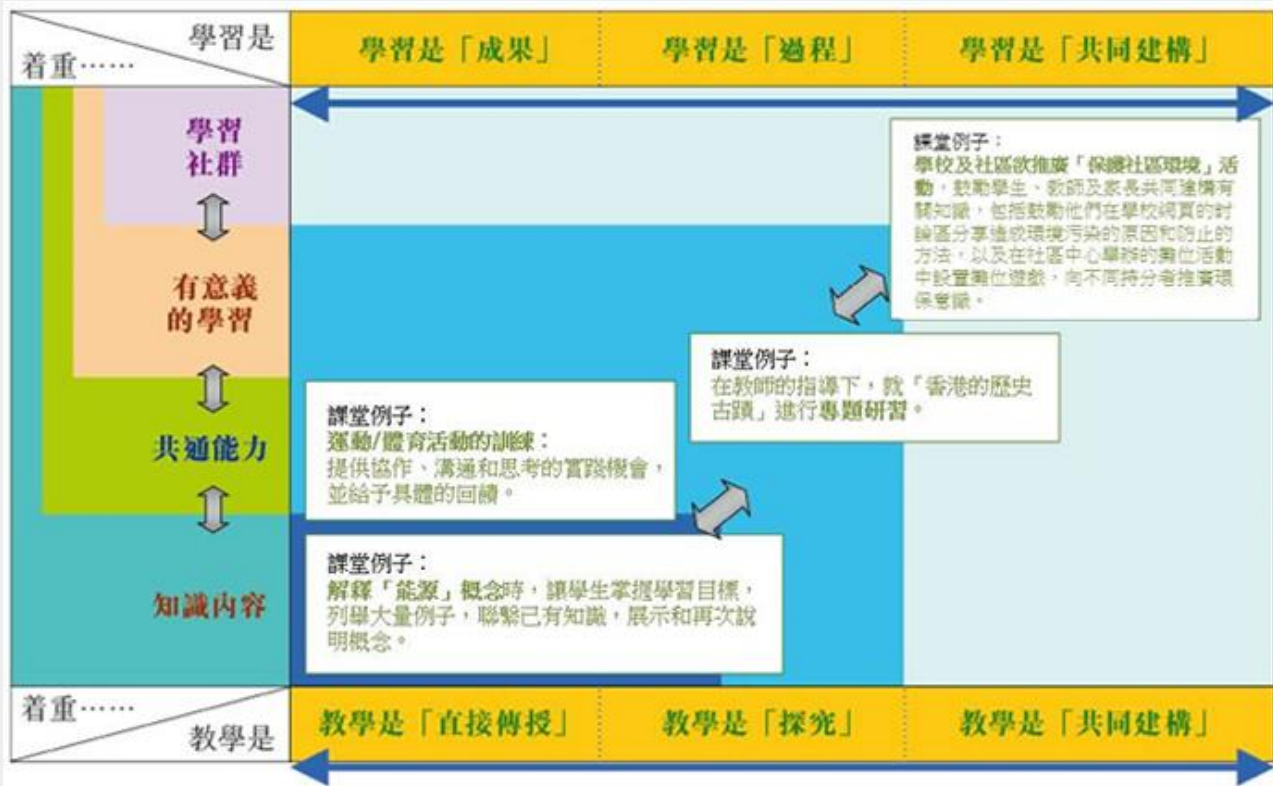 學習是
着重……
學習是「成果」
學習是「過程」
學習是「共同建構」
學習
社群
有意義
的學習
共通能力
知識內容
課堂例子：
學校及社區欲推廣「保護社區環境」活
動，鼓勵學生、教師及家長共同建構有
關知識，包括鼓勵他們在學校網頁的討
論區分享造成環境污染的原因和防止的
方法，以及在社區中心舉辦的攤位活動
中設置攤位遊戲，向不同持分者推廣環
保意識。
課堂例子：
在教師的指導下，就「香港的歷史
古蹟」進行專題研習。
課堂例子：
運動/體育活動的訓練：
提供協作、溝通和思考的實踐機會，
並給予具體的回饋。
課堂例子：
解釋「能源」概念時，讓學生掌握學習目標，
列舉大量例子，聯繫已有知識，展示和再次說
明概念。
着重……
教學是
教學是「直接傳授」
教學是「探究」
教學是「共同建構」